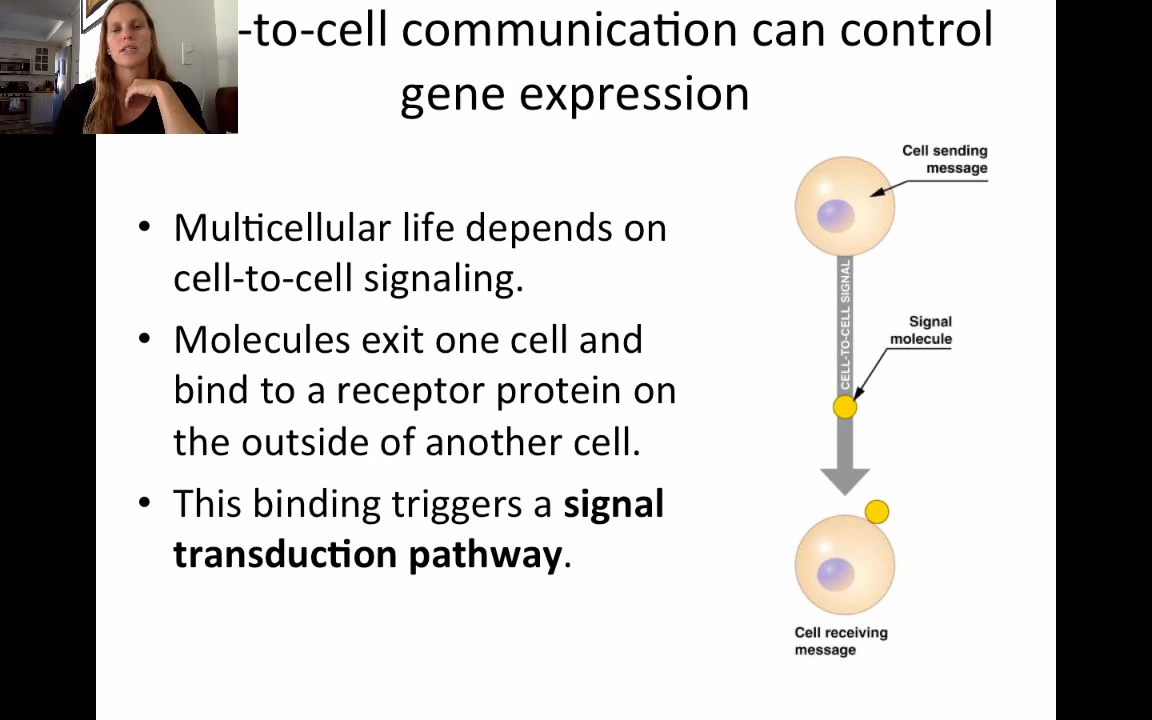 -to-cell communication can control
gene expression
• Multicellular life depends on
cell-to-cell signaling.
• Molecules exit one cell and
bind to a receptor protein on
the outside of another cell.
• This binding triggers a signal
transduction pathway.
Cell sending
message
CELL-TO-CELL SIGNAL
Signal
molecule
Cell receiving
message